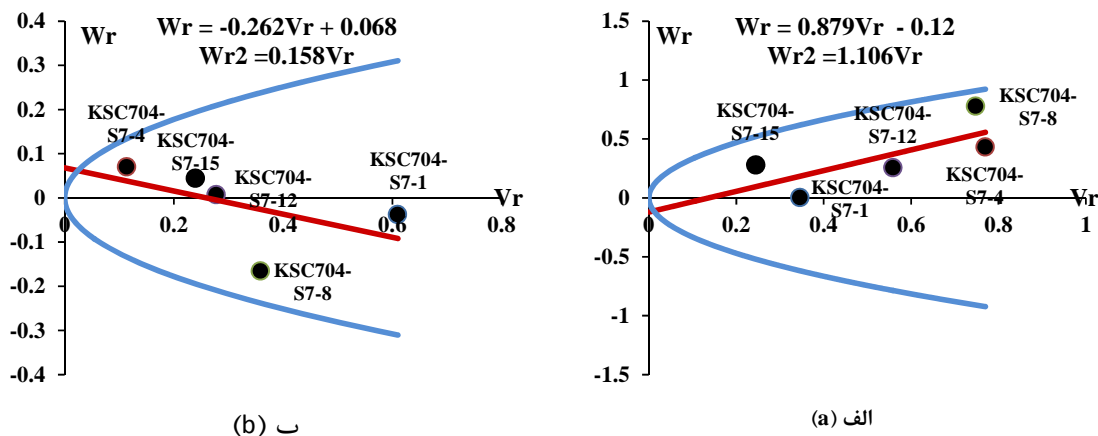 Wr = -0.262Vr + 0.068
Wr2 =0.158Vr
Wr
0.4
0.3
0.2
0.1
0
-0.1
-0.2
-0.3
-0.4
KSC704-
S7-4
KSC704-
S7-15
KSC704-
S7-12
KSC704-
S7-1
KSC704-
S7-8
Vr
0
0.2
0.4
0.6
0.8
ب (b)
Wr = 0.879Vr - 0.12
Wr2 =1.106Vr
Wr
1.5
1
0.5
0
-0.5
-1
-1.5
KSC704-
S7-15
KSC704-
S7-12
KSC704-
S7-8
KSC704-
S7-1
KSC704-
S7-4
Vr
0
0.2
0.4
0.6
0.8
1
الف (a)